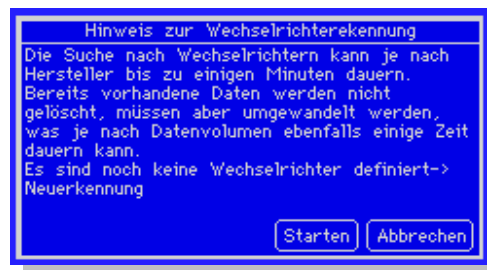 Hinweis zur Wechselrichterekennung
Die Suche nach Wechselrichtern kann je nach
Hersteller bis zu einigen Minuten dauern.
Bereits vorhandene Daten werden nicht
gelöscht, müssen aber umgewandelt werden,
was je nach Datenvolumen ebenfalls einige Zeit
dauern kann.
Es sind noch keine Wechselrichter definiert->
Neuerkennung
Starten Abbrechen